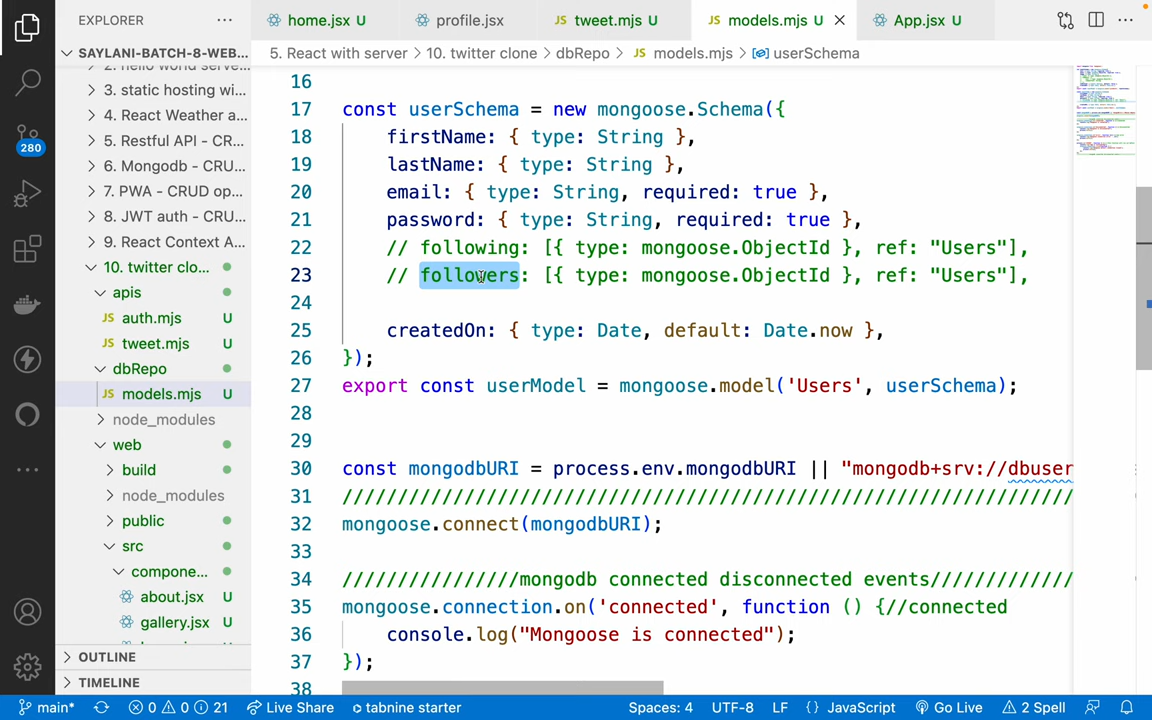 EXPLORER
home.jsx U
profile.jsx
JS tweet.mjs U
JS models.mjs U
App.jsx U
SAYLANI-BATCH-8-WEB...
5. React with server > 10. twitter clone > dbRepo > JS models.mjs > userSchema
3. static hosting wi...
4. React Weather a...
5. Restful API - CR...
6. Mongodb - CRU...
7. PWA - CRUD op...
8. JWT auth - CRU...
9. React Context A...
10. twitter clo...
apis
JS auth.mjs U
JS tweet.mjs U
dbRepo
JS models.mjs U
node_modules
web
build
node_modules
public
src
compone...
about.jsx U
gallery.jsx U
OUTLINE
TIMELINE
280
16
17 const userSchema = new mongoose.Schema({
18 firstName: { type: String },
19 lastName: { type: String },
20 email: { type: String, required: true },
21 password: { type: String, required: true },
22 // following: [{ type: mongoose.ObjectId }, ref: "Users"],
23 // followers: [{ type: mongoose.ObjectId }, ref: "Users"],
24
25 createdOn: { type: Date, default: Date.now },
26 });
27 export const userModel = mongoose.model('Users', userSchema);
28
29
30 const mongodbURI = process.env.mongodbURI || "mongodb+srv://dbuser
31 //////////////////////////////////////////////////////////////////
32 mongoose.connect(mongodbURI);
33
34 ////////////////mongodb connected disconnected events/////////////
35 mongoose.connection.on('connected', function () {//connected
36 console.log("Mongoose is connected");
37 });
38
main* 0 0 21 Live Share tabnine starter Spaces: 4 UTF-8 LF {} JavaScript Go Live 2 Spell